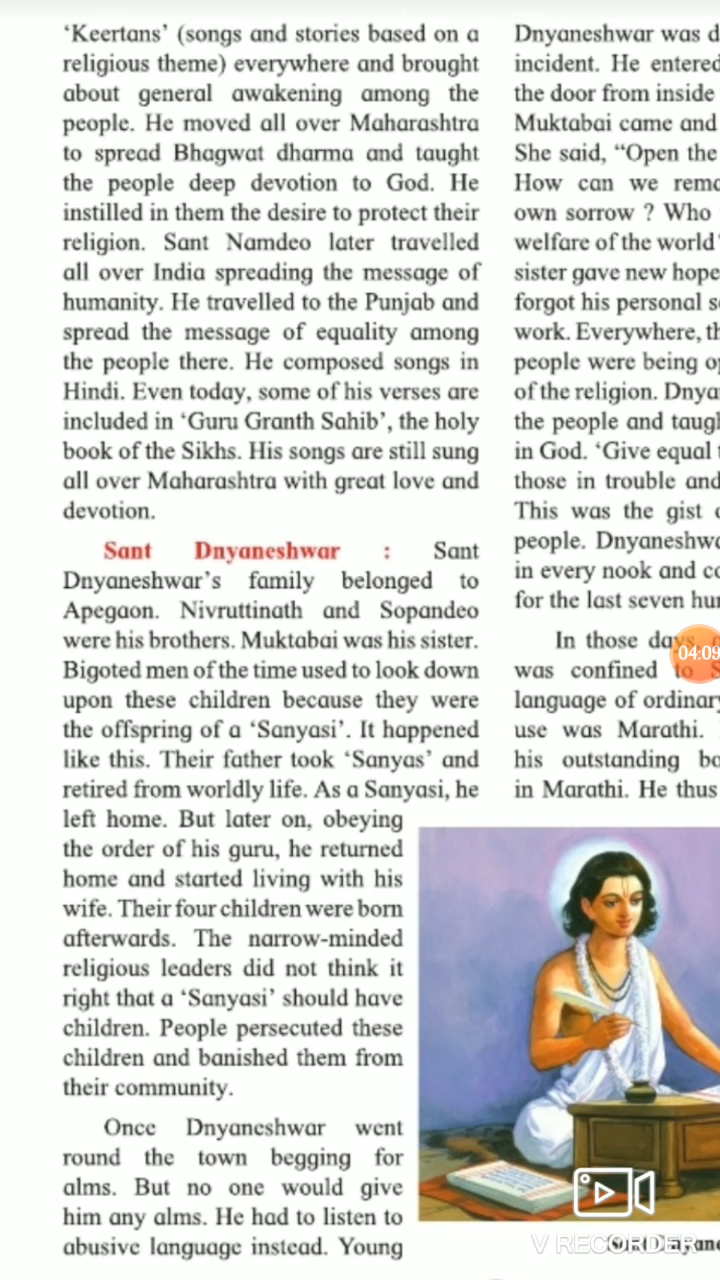 ‘Keertans’ (songs and stories based on a
religious theme) everywhere and brought
about general awakening among the
people. He moved all over Maharashtra
to spread Bhagwat dharma and taught
the people deep devotion to God. He
instilled in them the desire to protect their
religion. Sant Namdeo later travelled
all over India spreading the message of
humanity. He travelled to the Punjab and
spread the message of equality among
the people there. He composed songs in
Hindi. Even today, some of his verses are
included in ‘Guru Granth Sahib’, the holy
book of the Sikhs. His songs are still sung
all over Maharashtra with great love and
devotion.
Sant Dnyaneshwar : Sant
Dnyaneshwar’s family belonged to
Apegaon. Nivruttinath and Sopandeo
were his brothers. Muktabai was his sister.
Bigoted men of the time used to look down
upon these children because they were
the offspring of a ‘Sanyasi’. It happened
like this. Their father took ‘Sanyas’ and
retired from worldly life. As a Sanyasi, he
left home. But later on, obeying
the order of his guru, he returned
home and started living with his
wife. Their four children were born
afterwards. The narrow-minded
religious leaders did not think it
right that a ‘Sanyasi’ should have
children. People persecuted these
children and banished them from
their community.
Once Dnyaneshwar went
round the town begging for
alms. But no one would give
him any alms. He had to listen to
abusive language instead. Young
Dnyaneshwar was
incident. He entered
the door from inside
Muktabai came and
She said, “Open the
How can we
own sorrow ? Who
welfare of the world
sister gave new hope
forgot his personal
work. Everywhere,
people were being
of the religion.
the people and
in God. ‘Give equal
those in trouble and
This was the gist
people.
in every nook and
for the last seven
In those days
was confined to
language of ordinary
use was Marathi.
his outstanding
in Marathi. He thus
04:09
V RECORDER
Sant